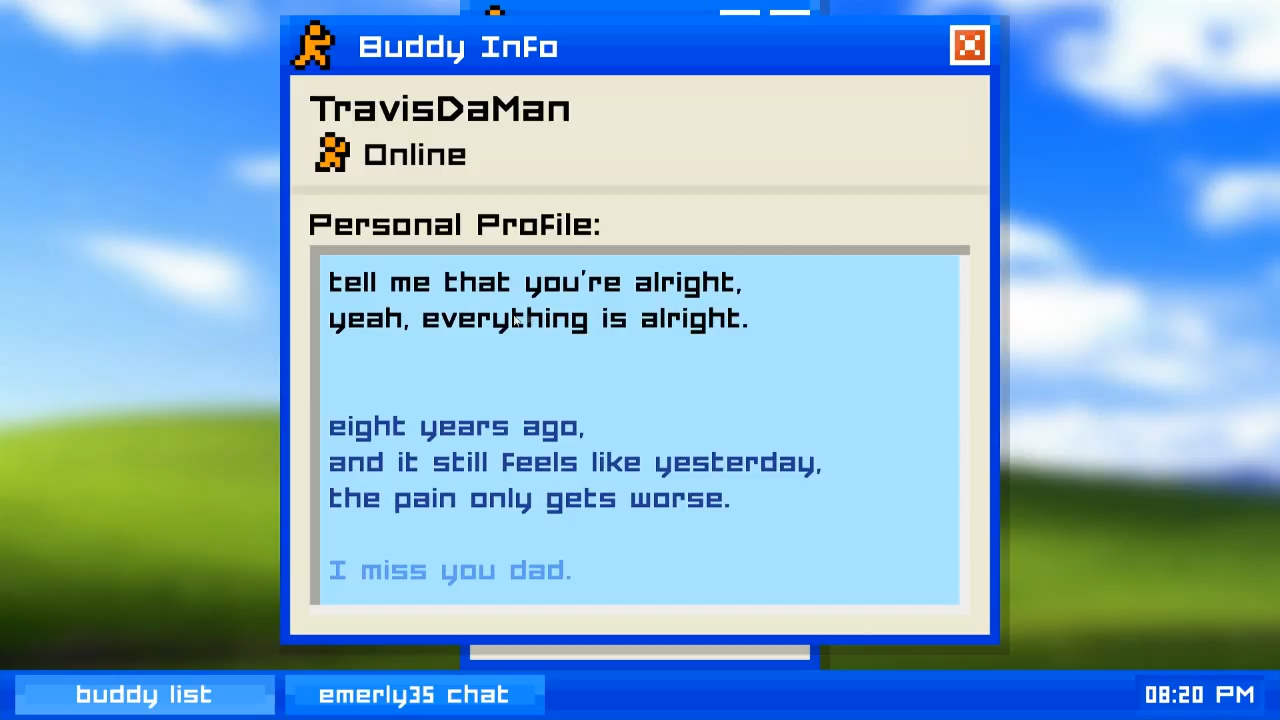 Buddy Info
TravisDaMan
Online
Personal Profile:
tell me that you're alright,
yeah, everything is alright.
eight years ago,
and it still feels like yesterday,
the pain only gets worse.
I miss you dad.
buddy list
emerly35 chat
08:20 PM